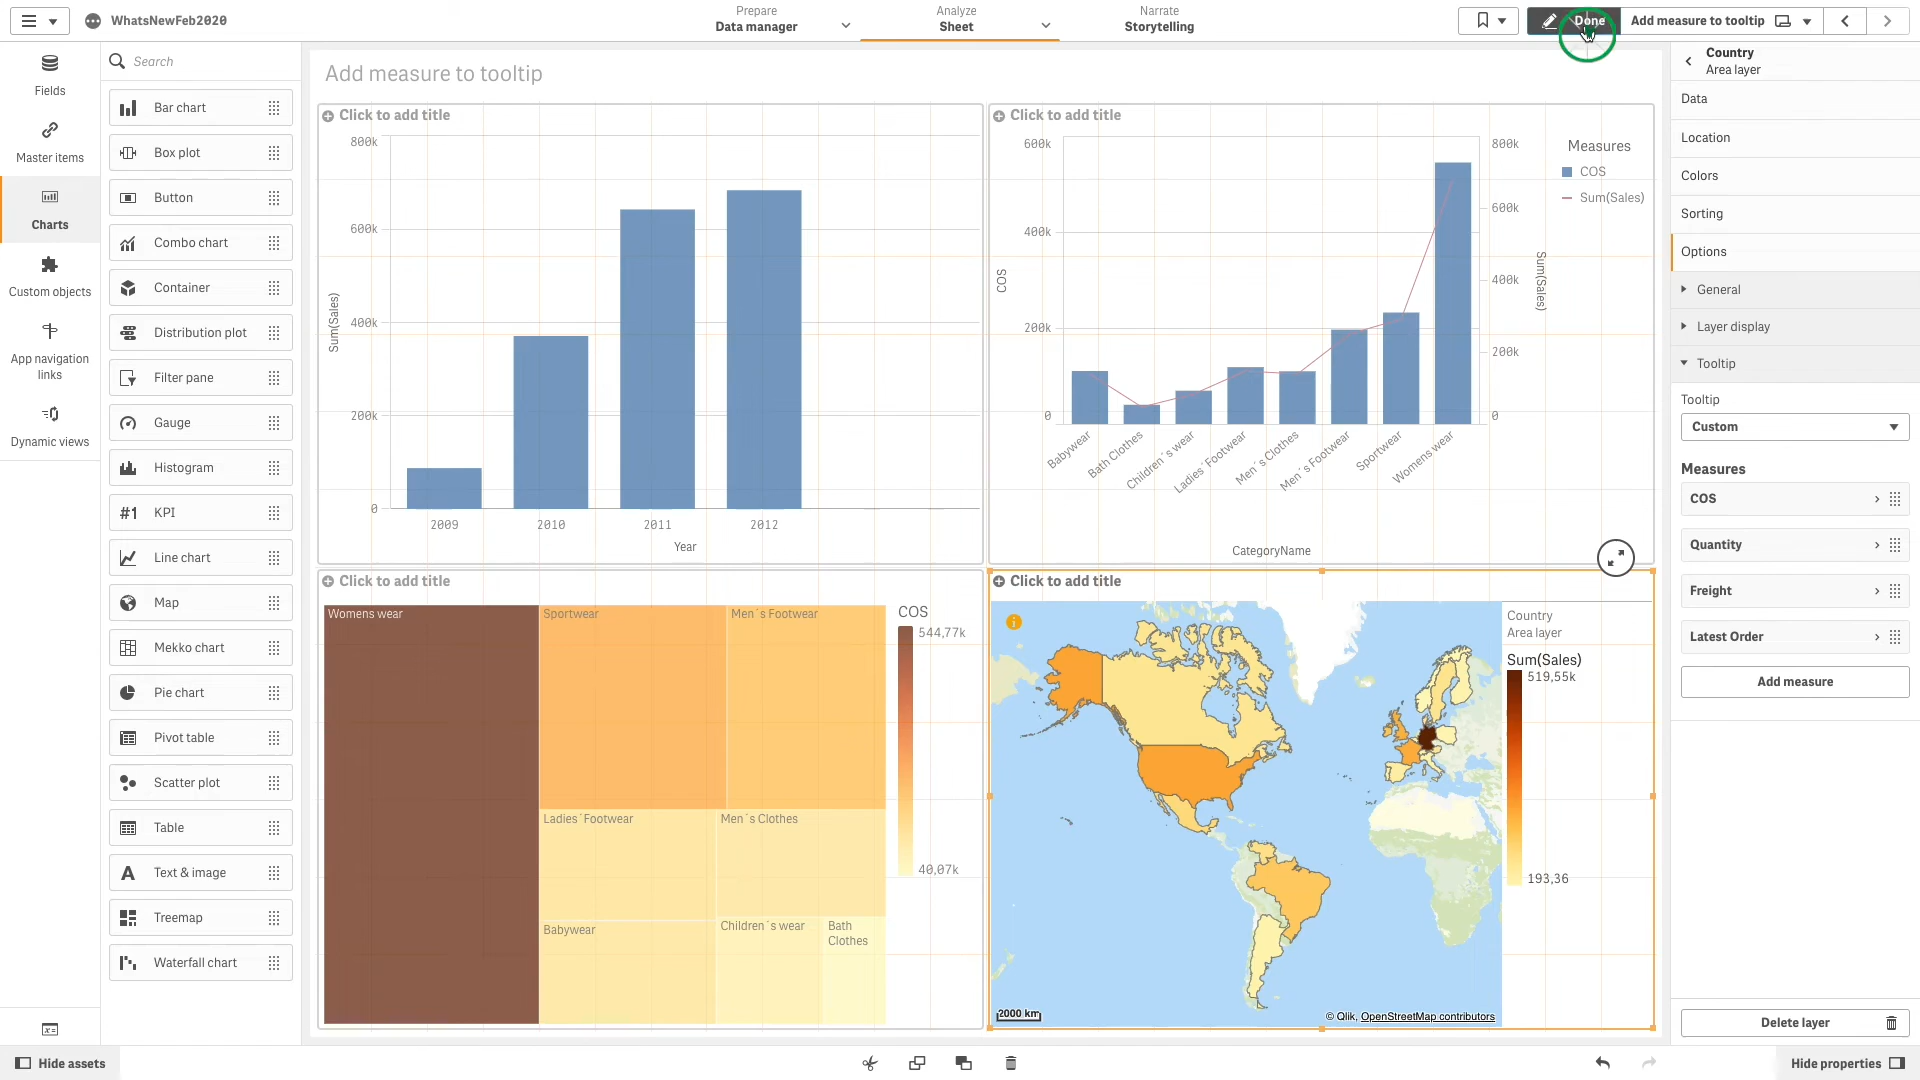 WhatsNewFeb2020
Prepare
Data manager
Analyze
Sheet
Narrate
Storytelling
Done
Add measure to tooltip
Fields
Master items
Charts
Custom objects
App navigation
links
Dynamic views
Hide assets
Search
Bar chart
Box plot
Button
Combo chart
Container
Distribution plot
Filter pane
Gauge
Histogram
#1 KPI
Line chart
Map
Mekko chart
Pie chart
Pivot table
Scatter plot
Table
A Text & image
Treemap
Waterfall chart
Add measure to tooltip
Click to add title
800k
600k
400k
200k
0
Sum(Sales)
2009
2010
2011
2012
Year
Click to add title
600k
400k
200k
0
COS
800k
600k
400k
200k
0
Sum(Sales)
Measures
COS
Sum(Sales)
Babywear
Bath Clothes
Children´s wear
Ladies´Footwear
Men´s Clothes
Men´s Footwear
Sportwear
Womens wear
CategoryName
Click to add title
Womens wear
Sportwear
Men´s Footwear
Ladies´Footwear
Men´s Clothes
Babywear
Children´s wear
Bath
Clothes
COS
544,77k
40,07k
Click to add title
2000 km
© Qlik, OpenStreetMap contributors
Country
Area layer
Sum(Sales)
519,55k
193,36
Country
Area layer
Data
Location
Colors
Sorting
Options
General
Layer display
Tooltip
Tooltip
Custom
Measures
COS
Quantity
Freight
Latest Order
Add measure
Delete layer
Hide properties